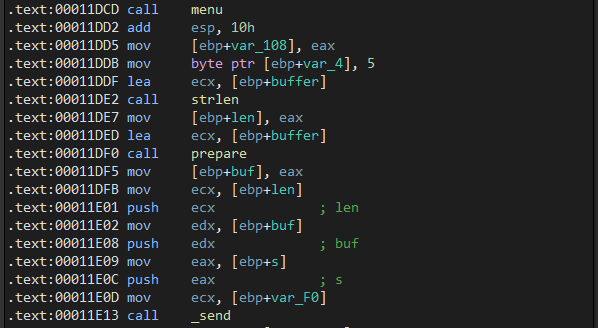 .text:00011DCD call menu
.text:00011DD2 add esp, 10h
.text:00011DD5 mov [ebp+var_108], eax
.text:00011DDB mov byte ptr [ebp+var_4], 5
.text:00011DDF lea ecx, [ebp+buffer]
.text:00011DE2 call strlen
.text:00011DE7 mov [ebp+len], eax
.text:00011DED lea ecx, [ebp+buffer]
.text:00011DF0 call prepare
.text:00011DF5 mov [ebp+buf], eax
.text:00011DFB mov ecx, [ebp+len]
.text:00011E01 push ecx ; len
.text:00011E02 mov edx, [ebp+buf]
.text:00011E08 push edx ; buf
.text:00011E09 mov eax, [ebp+s]
.text:00011E0C push eax ; s
.text:00011E0D mov ecx, [ebp+var_F0]
.text:00011E13 call _send